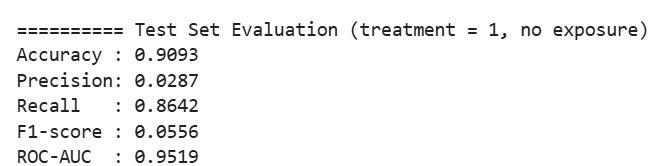 ========== Test Set Evaluation (treatment = 1, no exposure)
Accuracy : 0.9093
Precision: 0.0287
Recall   : 0.8642
F1-score : 0.0556
ROC-AUC  : 0.9519